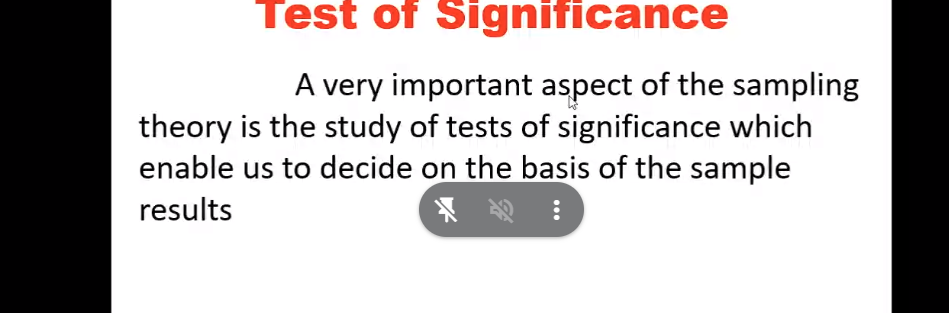 Test of Significance
A very important aspect of the sampling
theory is the study of tests of significance which
enable us to decide on the basis of the sample
results